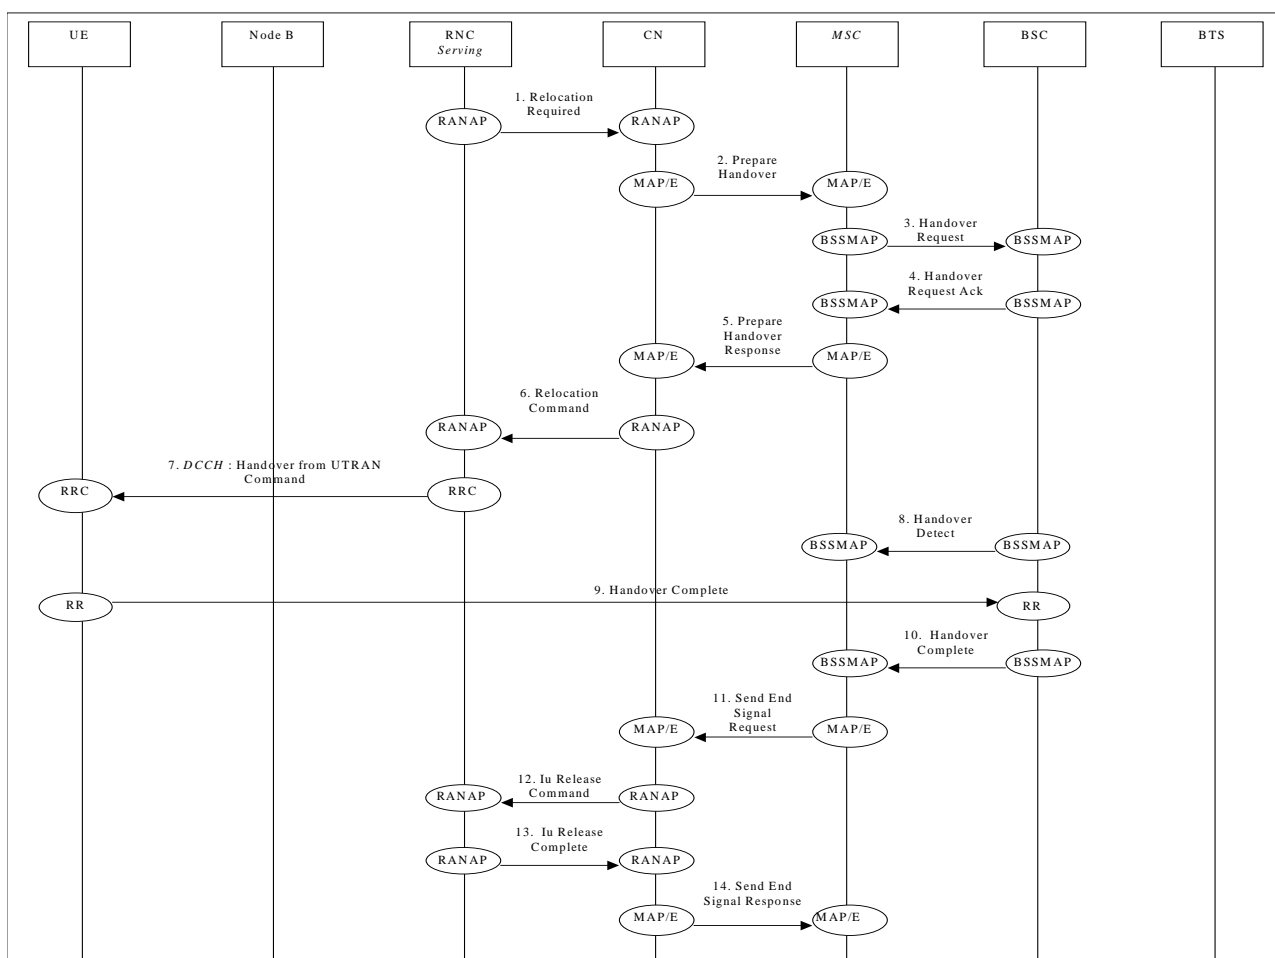 UE
Node B
RNC
Serving
CN
MSC
BSC
BTS
1. Relocation
Required
RANAP
RANAP
2. Prepare
Handover
MAP/E
MAP/E
3. Handover
Request
BSSMAP
BSSMAP
4. Handover
Request Ack
BSSMAP
BSSMAP
5. Prepare
Handover
Response
MAP/E
MAP/E
6. Relocation
Command
RANAP
RANAP
7. DCCH : Handover from UTRAN
Command
RRC
RRC
8. Handover
Detect
BSSMAP
BSSMAP
9. Handover Complete
RR
RR
10. Handover
Complete
BSSMAP
BSSMAP
11. Send End
Signal
Request
MAP/E
MAP/E
12. Iu Release
Command
RANAP
RANAP
13. Iu Release
Complete
RANAP
RANAP
14. Send End
Signal Response
MAP/E
MAP/E